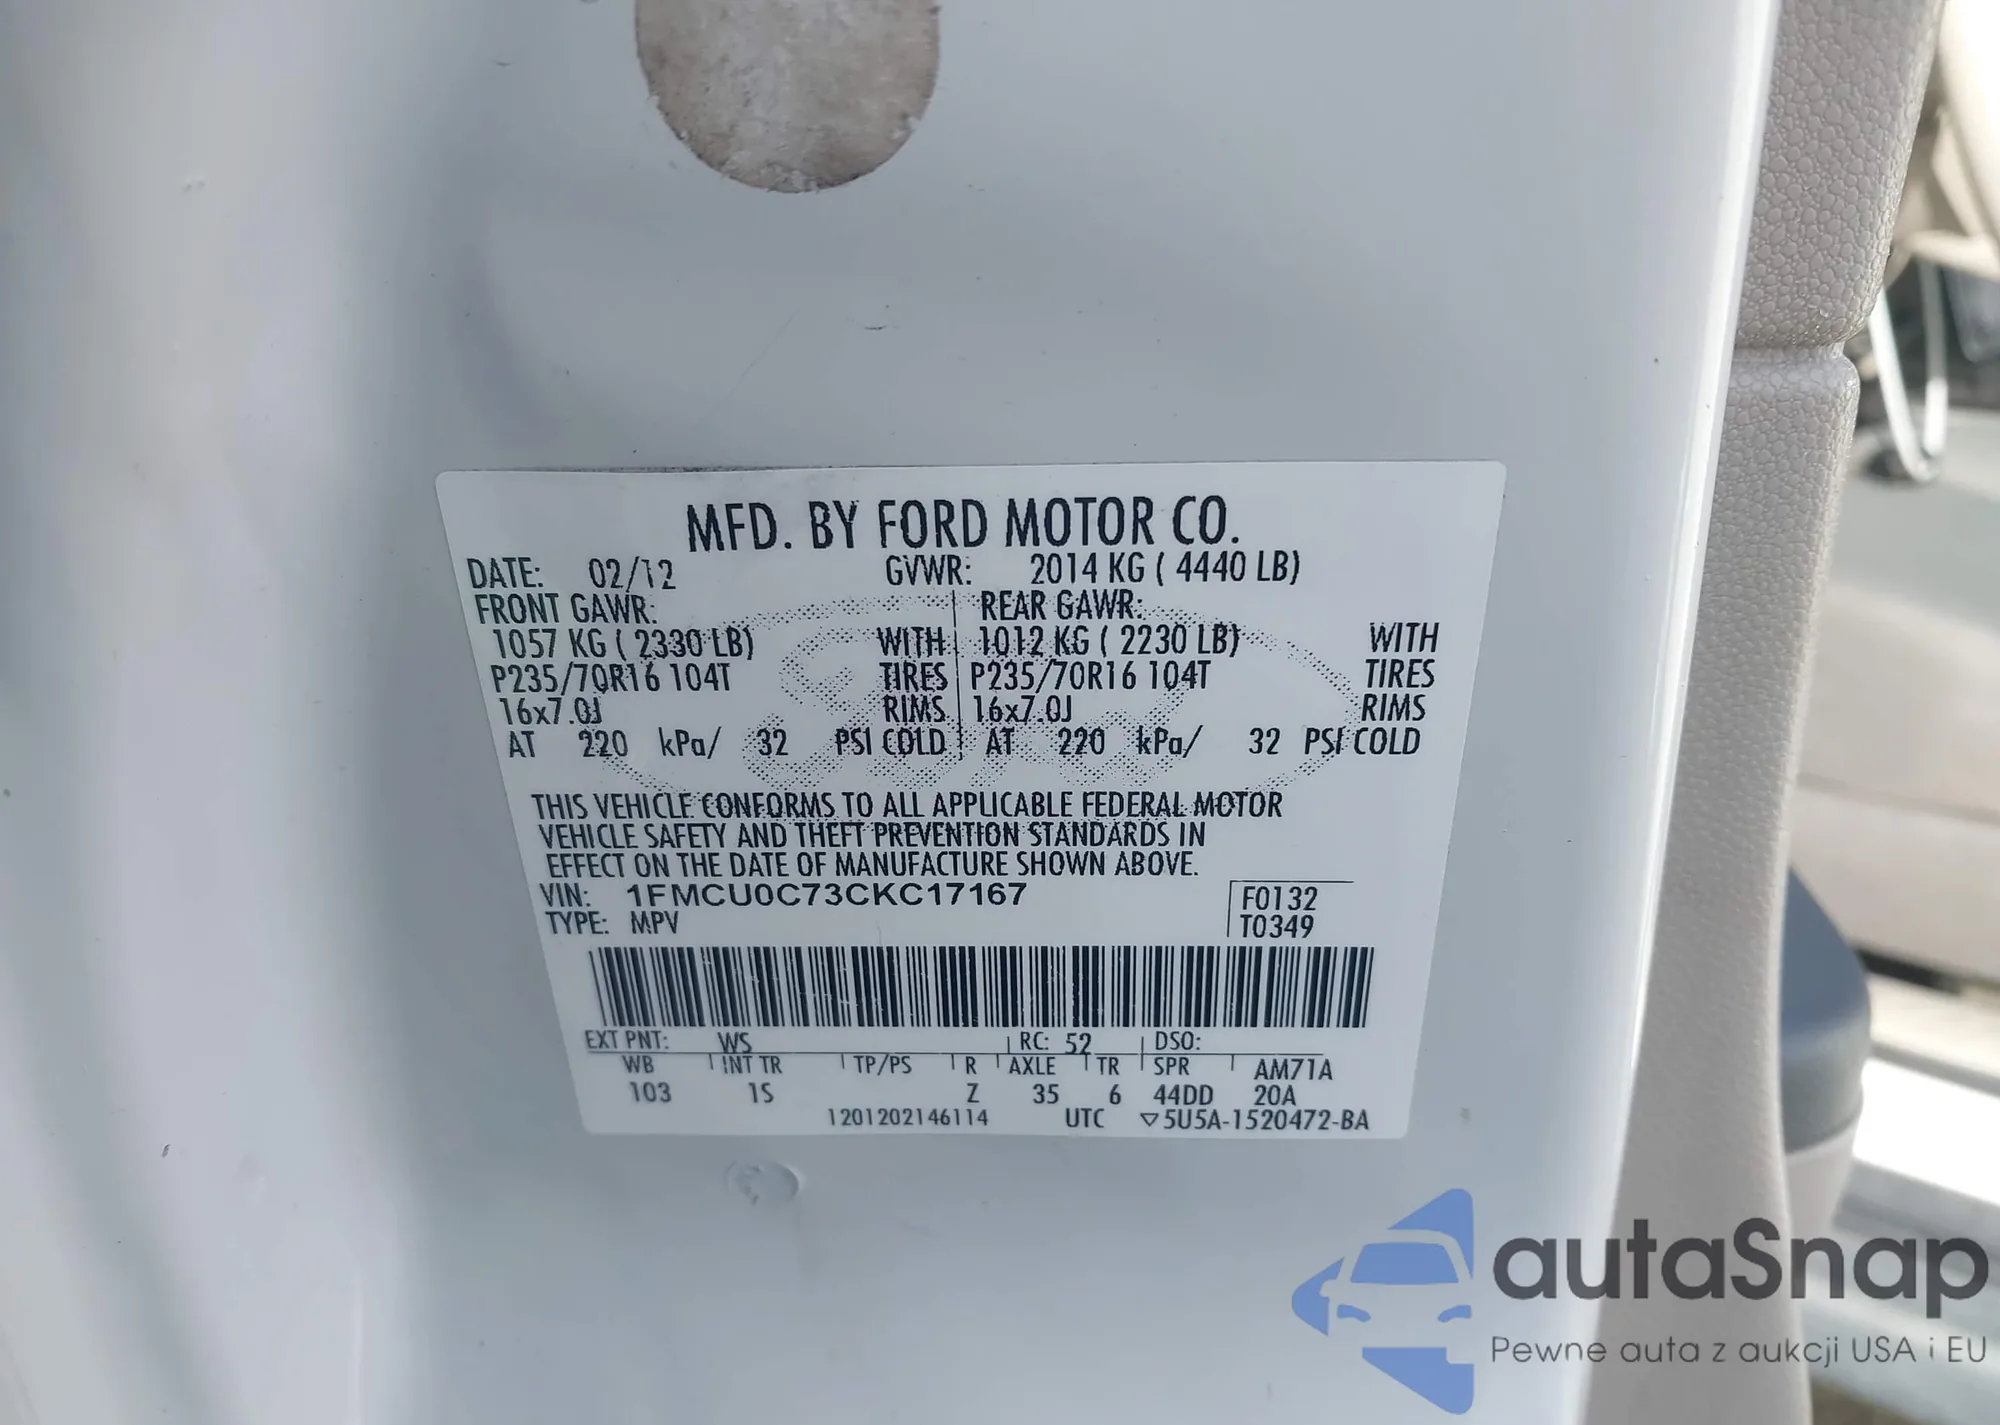 MFD. BY FORD MOTOR CO.
DATE: 02/12 GVWR: 2014 KG ( 4440 LB)
FRONT GAWR: REAR GAWR:
1057 KG ( 2330 LB) WITH 1012 KG ( 2230 LB) WITH
P235/70R16 104T TIRES P235/70R16 104T TIRES
16x7.0J RIMS 16x7.0J RIMS
AT 220 kPa/ 32 PSI COLD AT 220 kPa/ 32 PSI COLD
THIS VEHICLE CONFORMS TO ALL APPLICABLE FEDERAL MOTOR
VEHICLE SAFETY AND THEFT PREVENTION STANDARDS IN
EFFECT ON THE DATE OF MANUFACTURE SHOWN ABOVE.
VIN: 1FMCU0C73CKC17167 F0132
TYPE: MPV T0349
EXT PNT: WS RC: 52 DSO:
WB INT TR TP/PS R AXLE TR SPR AM71A
103 1S Z 35 6 44DD 20A
1201202146114 UTC ▽5U5A-1520472-BA
autaSnap
Pewne auta z aukcji USA i EU